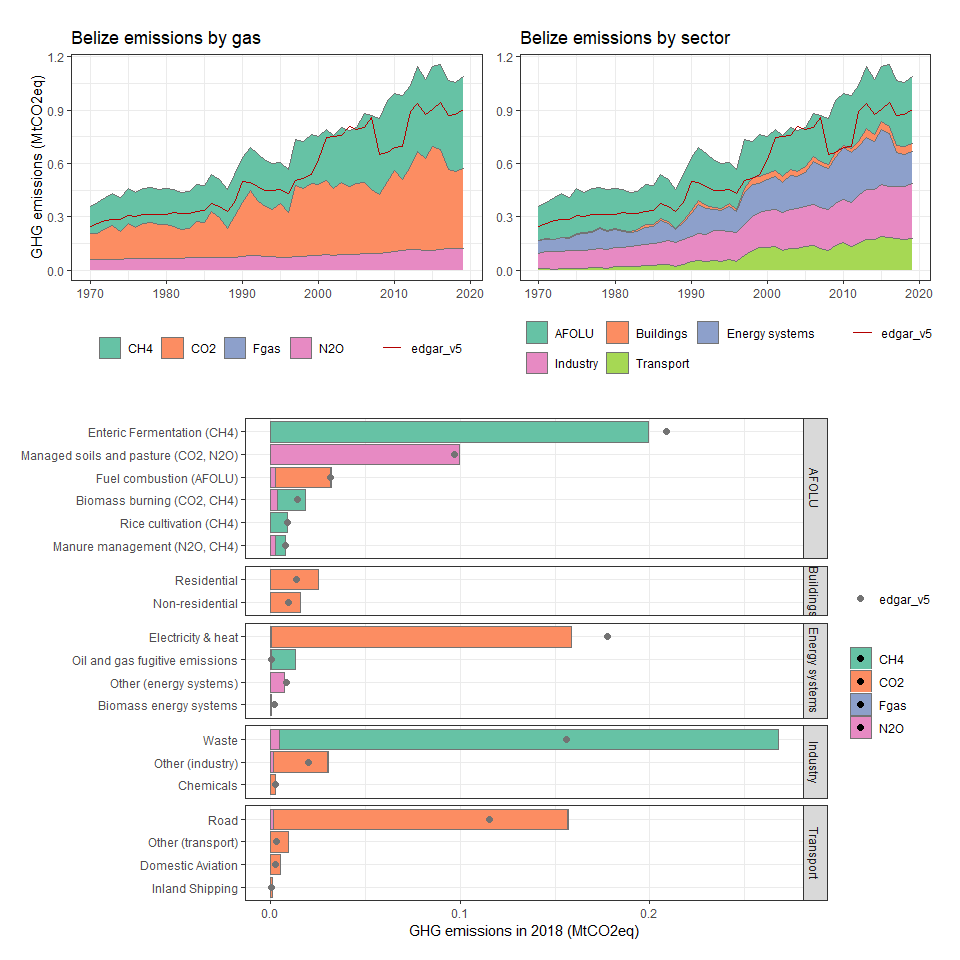 Belize emissions by gas
Belize emissions by sector
GHG emissions (MtCO2eq)
1.2
0.9
0.6
0.3
0.0
1970 1980 1990 2000 2010 2020
1.2
0.9
0.6
0.3
0.0
1970 1980 1990 2000 2010 2020
CH4 CO2 Fgas N2O edgar_v5
AFOLU Buildings Energy systems edgar_v5
Industry Transport
Enteric Fermentation (CH4)
Managed soils and pasture (CO2, N2O)
Fuel combustion (AFOLU)
Biomass burning (CO2, CH4)
Rice cultivation (CH4)
Manure management (N2O, CH4)
AFOLU
Residential
Non-residential
Buildings
Electricity & heat
Oil and gas fugitive emissions
Other (energy systems)
Biomass energy systems
Energy systems
Waste
Other (industry)
Chemicals
Industry
Road
Other (transport)
Domestic Aviation
Inland Shipping
Transport
0.0 0.1 0.2
GHG emissions in 2018 (MtCO2eq)
edgar_v5
CH4
CO2
Fgas
N2O